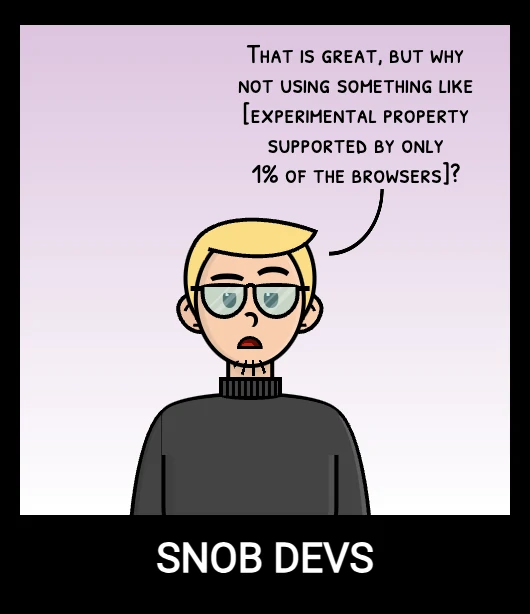 That is great, but why
not using something like
[experimental property
supported by only
1% of the browsers]?
SNOB DEVS